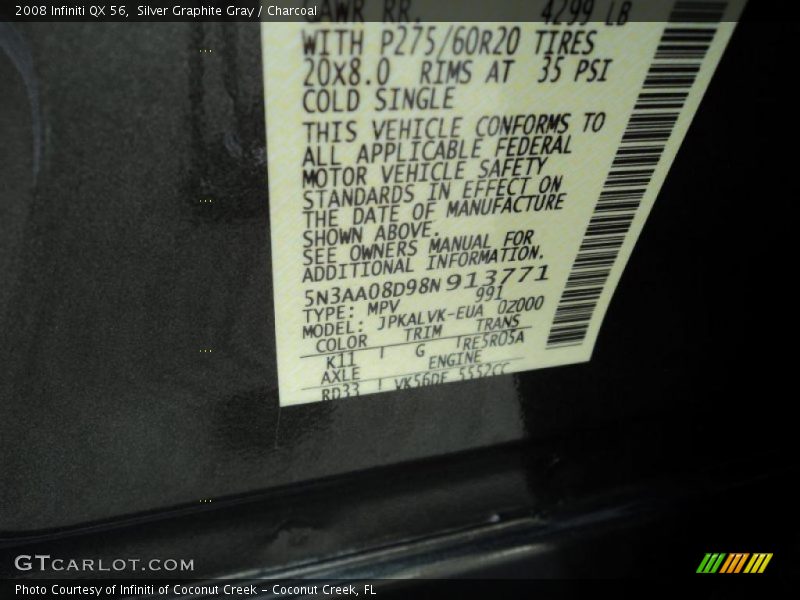 2008 Infiniti QX 56,  Silver Graphite Gray / Charcoal
GAWR RR. 4299 LB
WITH P275/60R20 TIRES
20X8.0 RIMS AT 35 PSI
COLD SINGLE
THIS VEHICLE CONFORMS TO
ALL APPLICABLE FEDERAL
MOTOR VEHICLE SAFETY
STANDARDS IN EFFECT ON
THE DATE OF MANUFACTURE
SHOWN ABOVE.
SEE OWNERS MANUAL FOR
ADDITIONAL INFORMATION.
5N3AA08D98N913771
TYPE: MPV 991
MODEL: JPKALVK-EUA 0Z000
COLOR TRIM TRANS
K11 G TRE5R05A
AXLE ENGINE
RD33 VK56DE 5552CC
GTCARLOT.COM
Photo Courtesy of Infiniti of Coconut Creek - Coconut Creek, FL